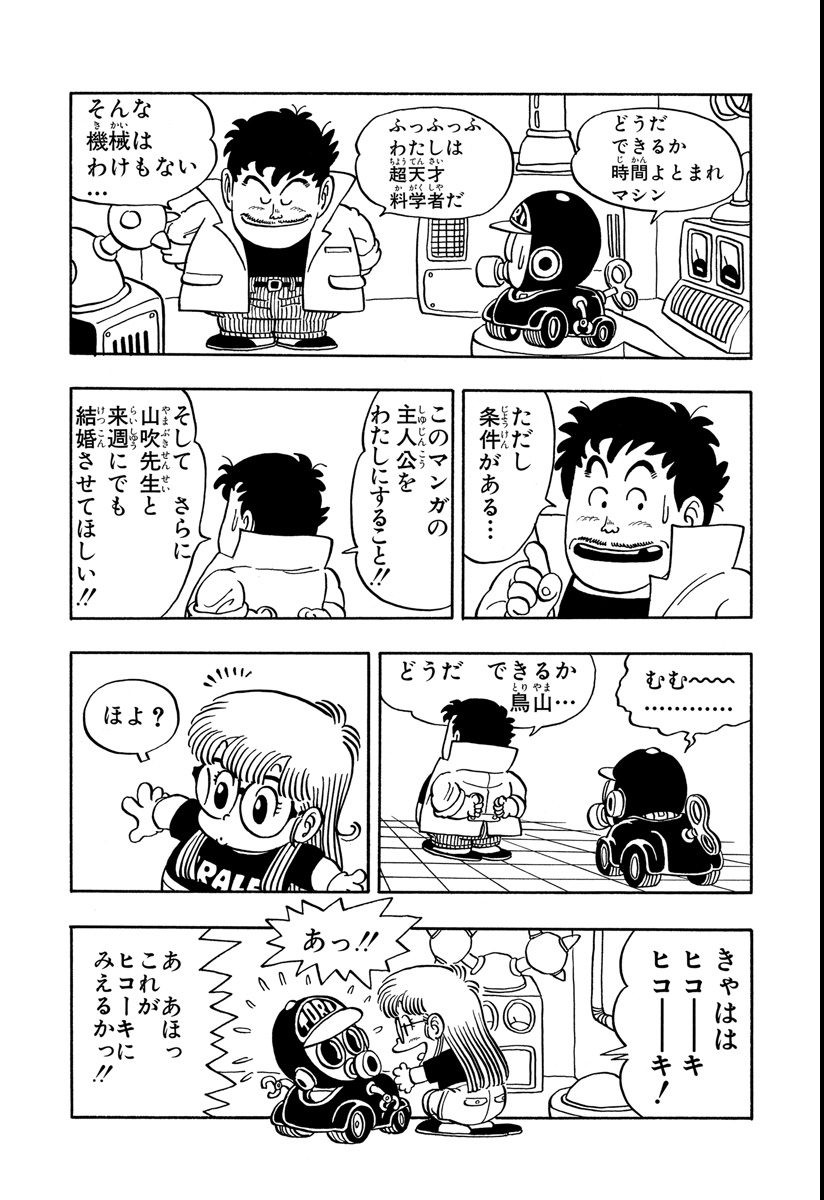 どうだ
できるか
時間よとまれ
マシン
ふっふっふ
わたしは
超天才
科学者だ
そんな
機械は
わけもない
…
ただし
条件がある…
このマンガの
主人公を
わたしにすること!!
そして さらに
山吹先生と
来週にでも
結婚させてほしい!!
むむ〜〜〜
…………
どうだ できるか
鳥山…
ほよ?
RALE
きゃはは
ヒコーーキ
ヒコーーキ!
あっ!!
TORI
あ あほっ
これが
ヒコーキに
みえるかっ!!